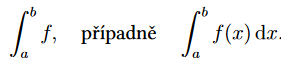 ∫_a^b f, případně ∫_a^b f(x) dx.